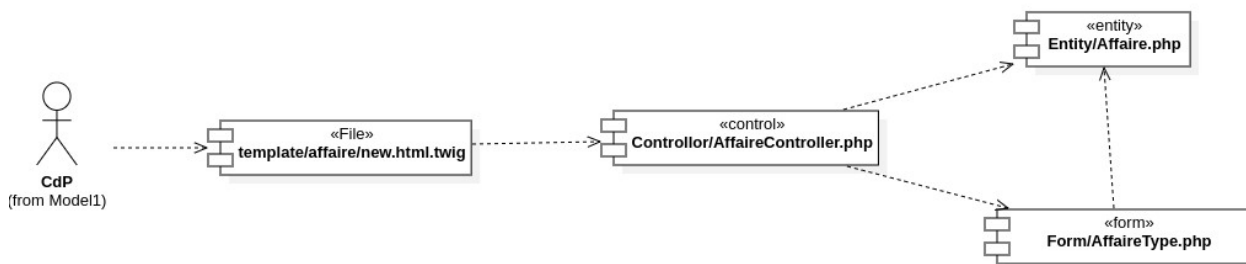 CdP
(from Model1)
«File»
template/affaire/new.html.twig
«control»
Controllor/AffaireController.php
«entity»
Entity/Affaire.php
«form»
Form/AffaireType.php